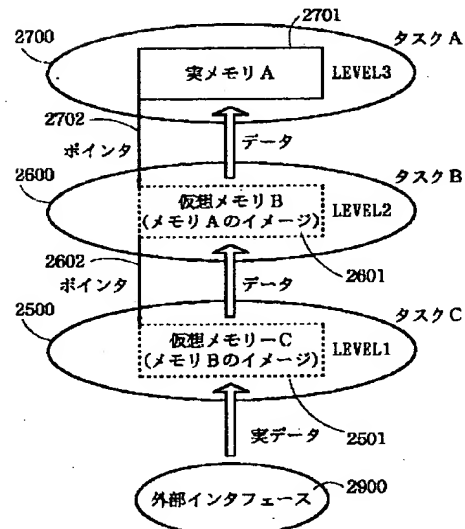 2700
2701
タスクA
実メモリA
LEVEL3
2702
ポインタ
データ
2600
タスクB
仮想メモリB
(メモリAのイメージ)
LEVEL2
2602
ポインタ
データ
2601
2500
タスクC
仮想メモリーC
(メモリBのイメージ)
LEVEL1
実データ
2501
外部インタフェース
2900